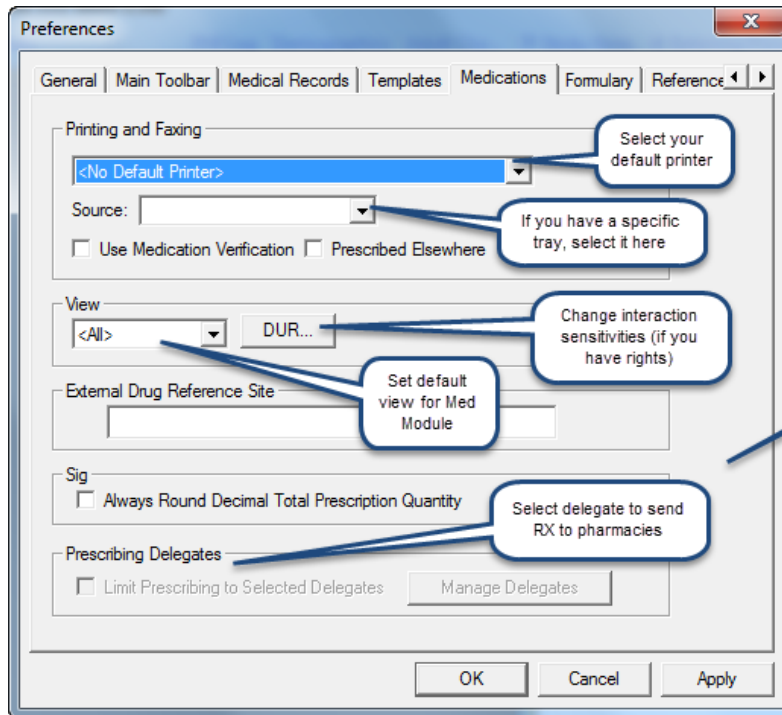 Preferences
General
Main Toolbar
Medical Records
Templates
Medications
Formulary
Reference
Printing and Faxing
<No Default Printer>
Select your
default printer
Source:
If you have a specific
tray, select it here
Use Medication Verification
Prescribed Elsewhere
View
<All>
DUR...
Change interaction
sensitivities (if you
have rights)
Set default
view for Med
Module
External Drug Reference Site
Sig
Always Round Decimal Total Prescription Quantity
Select delegate to send
RX to pharmacies
Prescribing Delegates
Limit Prescribing to Selected Delegates
Manage Delegates
OK
Cancel
Apply